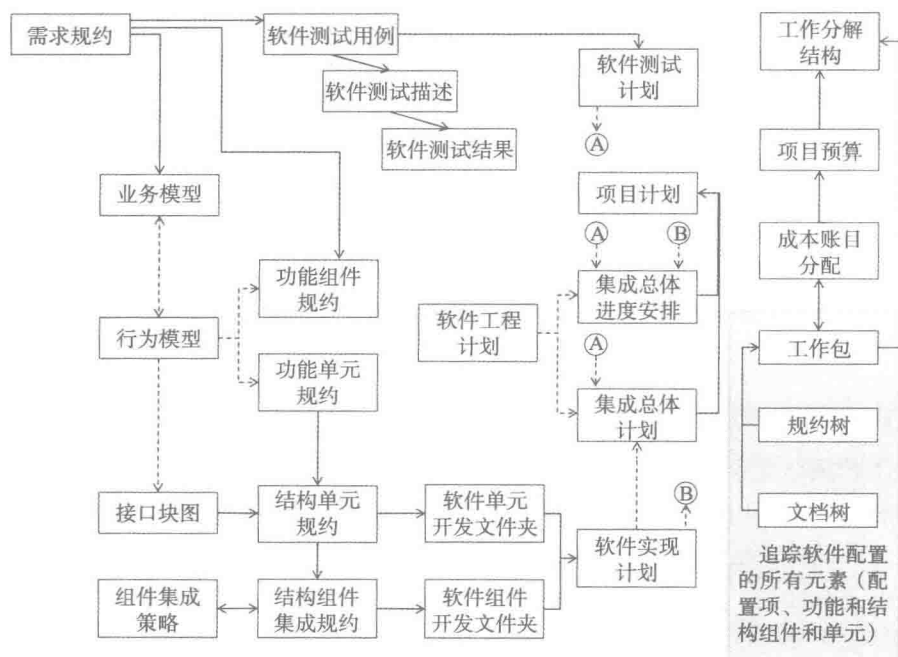 需求规约
软件测试用例
软件测试描述
软件测试结果
软件测试
计划
A
工作分解
结构
项目预算
成本账目
分配
工作包
规约树
文档树
追踪软件配置
的所有元素（配
置项、功能和结
构组件和单元）
业务模型
行为模型
功能组件
规约
功能单元
规约
项目计划
A
B
集成总体
进度安排
软件工程
计划
A
集成总体
计划
B
接口块图
结构单元
规约
软件单元
开发文件夹
软件实现
计划
组件集成
策略
结构组件
集成规约
软件组件
开发文件夹